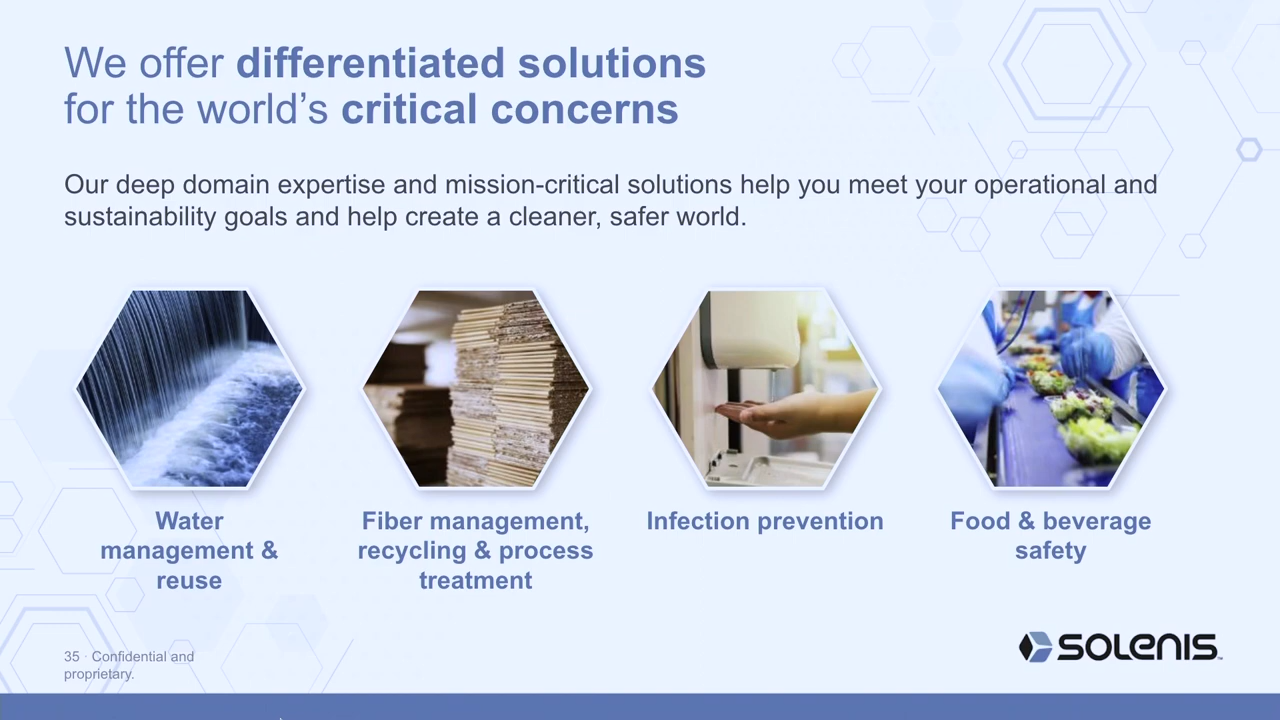 We offer differentiated solutions
for the world’s critical concerns
Our deep domain expertise and mission-critical solutions help you meet your operational and
sustainability goals and help create a cleaner, safer world.
Water
management &
reuse
Fiber management,
recycling & process
treatment
Infection prevention
Food & beverage
safety
35 · Confidential and
proprietary.
SOLENIS™